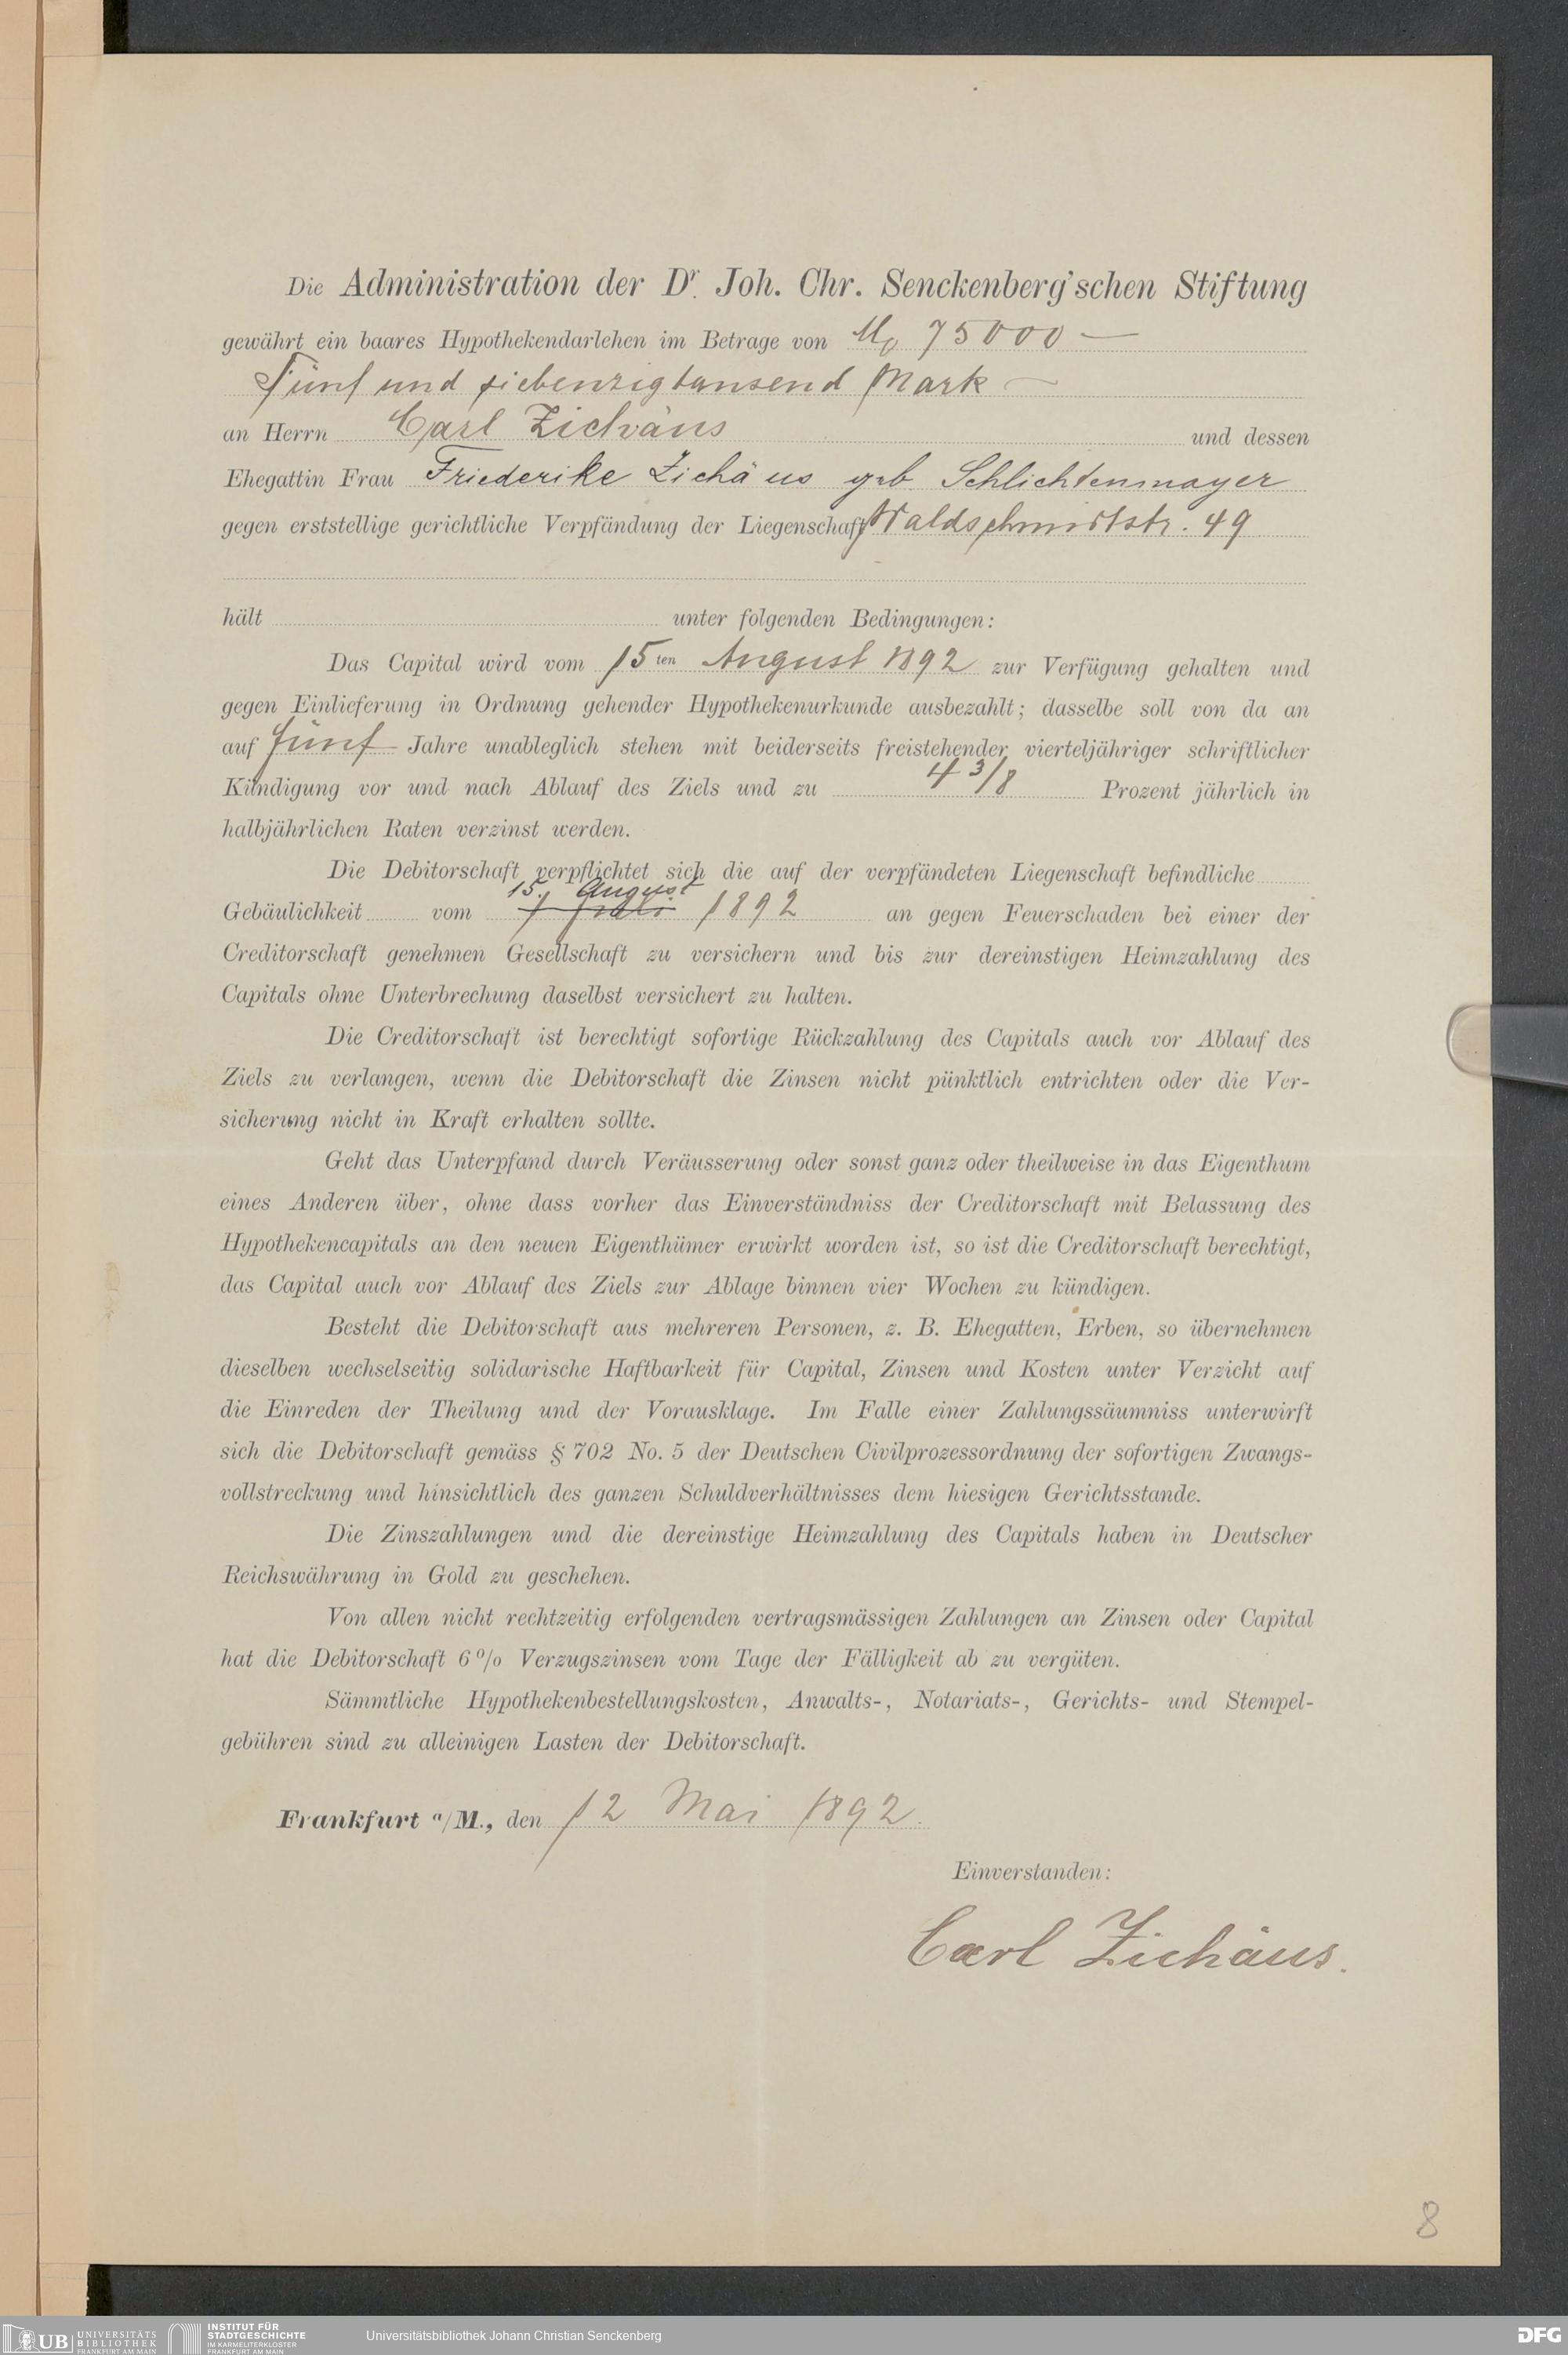 Die Administration der Dr. Joh. Chr. Senckenberg'schen Stiftung
gewährt ein baares Hypothekendarlehen im Betrage von M 75000 —
Fünf und siebenzigtausend Mark —
an Herrn Carl Zichäus und dessen
Ehegattin Frau Friederike Zichäus geb. Schlichtenmayer
gegen erststellige gerichtliche Verpfändung der Liegenschaft Waldschmidtstr. 49
hält unter folgenden Bedingungen:
Das Capital wird vom 15ten August 1892 zur Verfügung gehalten und
gegen Einlieferung in Ordnung gehender Hypothekenurkunde ausbezahlt; dasselbe soll von da an
auf fünf Jahre unableglich stehen mit beiderseits freistehender vierteljähriger schriftlicher
Kündigung vor und nach Ablauf des Ziels und zu 4 3/8 Prozent jährlich in
halbjährlichen Raten verzinst werden.
Die Debitorschaft verpflichtet sich die auf der verpfändeten Liegenschaft befindliche
15. August
Gebäulichkeit vom 1892 an gegen Feuerschaden bei einer der
Creditorschaft genehmen Gesellschaft zu versichern und bis zur dereinstigen Heimzahlung des
Capitals ohne Unterbrechung daselbst versichert zu halten.
Die Creditorschaft ist berechtigt sofortige Rückzahlung des Capitals auch vor Ablauf des
Ziels zu verlangen, wenn die Debitorschaft die Zinsen nicht pünktlich entrichten oder die Ver-
sicherung nicht in Kraft erhalten sollte.
Geht das Unterpfand durch Veräusserung oder sonst ganz oder theilweise in das Eigenthum
eines Anderen über, ohne dass vorher das Einverständniss der Creditorschaft mit Belassung des
Hypothekencapitals an den neuen Eigenthümer erwirkt worden ist, so ist die Creditorschaft berechtigt,
das Capital auch vor Ablauf des Ziels zur Ablage binnen vier Wochen zu kündigen.
Besteht die Debitorschaft aus mehreren Personen, z. B. Ehegatten, Erben, so übernehmen
dieselben wechselseitig solidarische Haftbarkeit für Capital, Zinsen und Kosten unter Verzicht auf
die Einreden der Theilung und der Vorausklage. Im Falle einer Zahlungssäumniss unterwirft
sich die Debitorschaft gemäss § 702 No. 5 der Deutschen Civilprozessordnung der sofortigen Zwangs-
vollstreckung und hinsichtlich des ganzen Schuldverhältnisses dem hiesigen Gerichtsstande.
Die Zinszahlungen und die dereinstige Heimzahlung des Capitals haben in Deutscher
Reichswährung in Gold zu geschehen.
Von allen nicht rechtzeitig erfolgenden vertragsmässigen Zahlungen an Zinsen oder Capital
hat die Debitorschaft 6% Verzugszinsen vom Tage der Fälligkeit ab zu vergüten.
Sämmtliche Hypothekenbestellungskosten, Anwalts-, Notariats-, Gerichts- und Stempel-
gebühren sind zu alleinigen Lasten der Debitorschaft.
Frankfurt a/M., den 12 Mai 1892.
Einverstanden:
Carl Zichäus.
8
UB UNIVERSITÄTS BIBLIOTHEK FRANKFURT AM MAIN
INSTITUT FÜR STADTGESCHICHTE IM KARMELITERKLOSTER FRANKFURT AM MAIN
Universitätsbibliothek Johann Christian Senckenberg
DFG